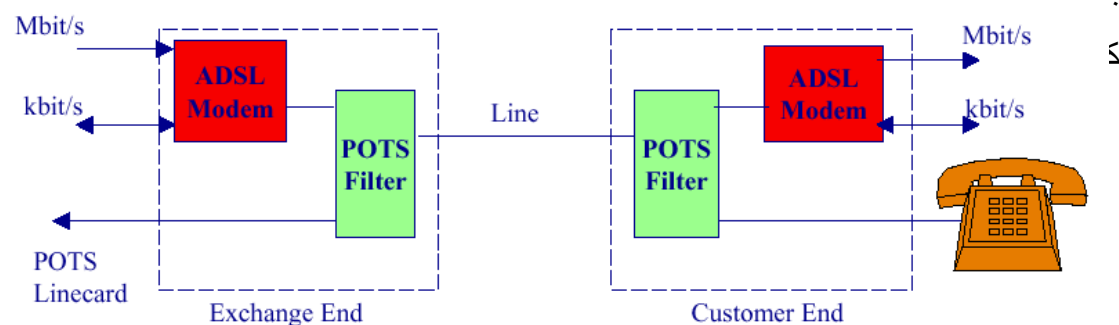 Mbit/s
kbit/s
ADSL
Modem
POTS
Filter
POTS
Linecard
Exchange End
Line
POTS
Filter
ADSL
Modem
Mbit/s
kbit/s
Customer End